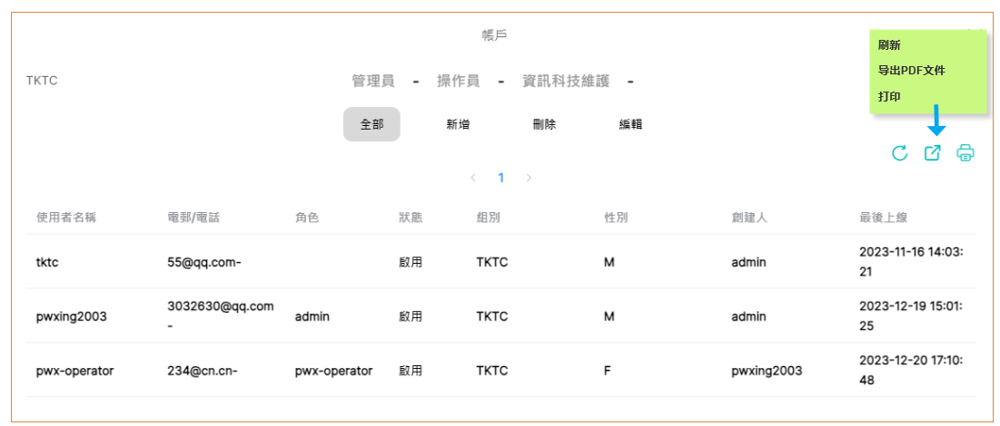 帳戶
刷新
导出PDF文件
打印
TKTC
管理員 - 操作員 - 資訊科技維護 -
全部 新增 刪除 編輯
< 1 >
使用者名稱 電郵/電話 角色 狀態 组別 性別 創建人 最後上線
tktc 55@qq.com- 啟用 TKTC M admin 2023-11-16 14:03:
21
pwxing2003 3032630@qq.com admin 啟用 TKTC M admin 2023-12-19 15:01:
- 25
pwx-operator 234@cn.cn- pwx-operator 啟用 TKTC F pwxing2003 2023-12-20 17:10:
48